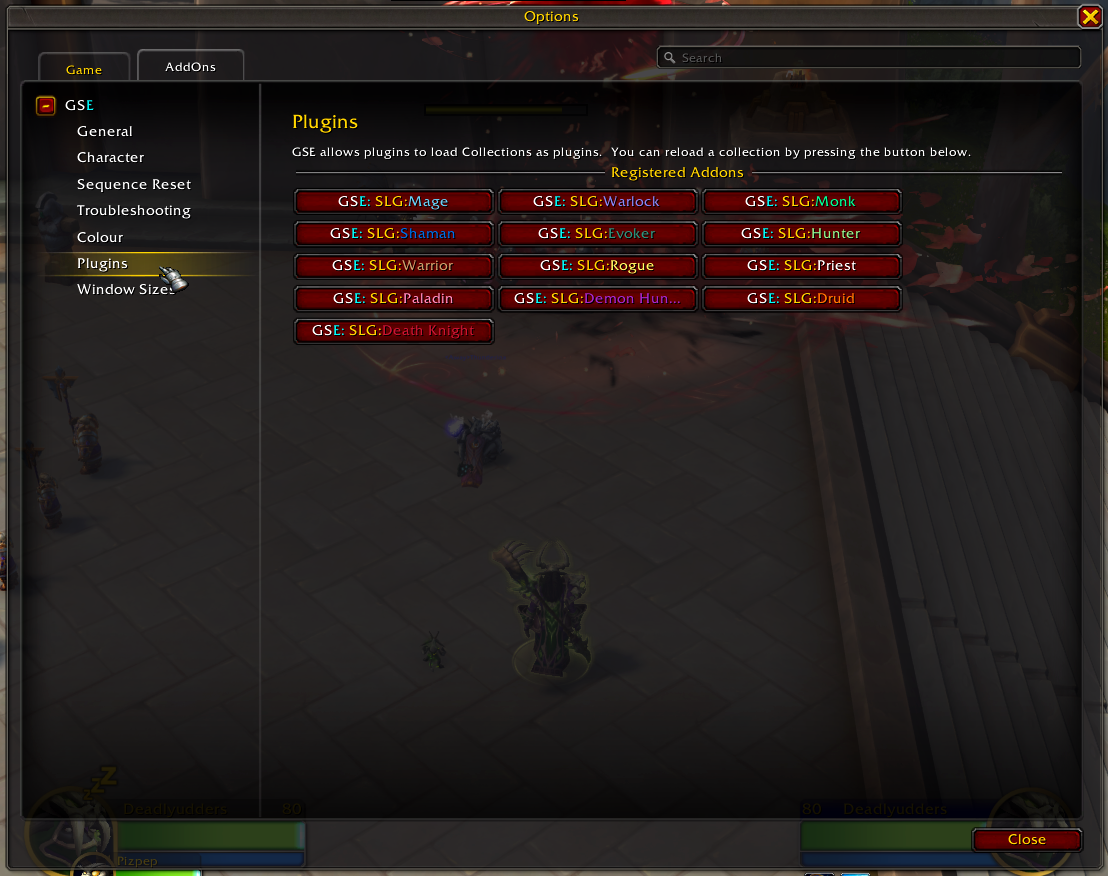 Options
Game
AddOns
Search
GSE
General
Character
Sequence Reset
Troubleshooting
Colour
Plugins
Window Sizes
Plugins
GSE allows plugins to load Collections as plugins. You can reload a collection by pressing the button below.
Registered Addons
GSE: SLG:Mage
GSE: SLG:Warlock
GSE: SLG:Monk
GSE: SLG:Shaman
GSE: SLG:Evoker
GSE: SLG:Hunter
GSE: SLG:Warrior
GSE: SLG:Rogue
GSE: SLG:Priest
GSE: SLG:Paladin
GSE: SLG:Demon Hun...
GSE: SLG:Druid
GSE: SLG:Death Knight
zZZ
Deadlyudders 80
80 Deadlyudders
Pizpep
Close